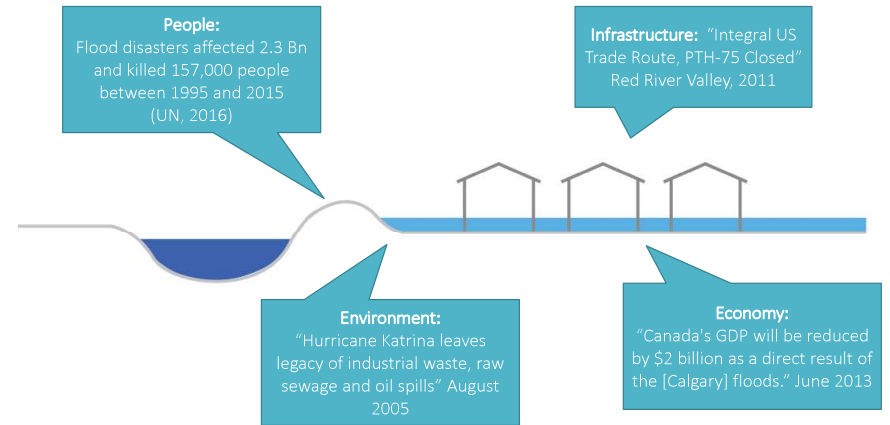 People:
Flood disasters affected 2.3 Bn
and killed 157,000 people
between 1995 and 2015
(UN, 2016)
Infrastructure: “Integral US
Trade Route, PTH-75 Closed”
Red River Valley, 2011
Environment:
“Hurricane Katrina leaves
legacy of industrial waste, raw
sewage and oil spills” August
2005
Economy:
“Canada's GDP will be reduced
by $2 billion as a direct result of
the [Calgary] floods.” June 2013